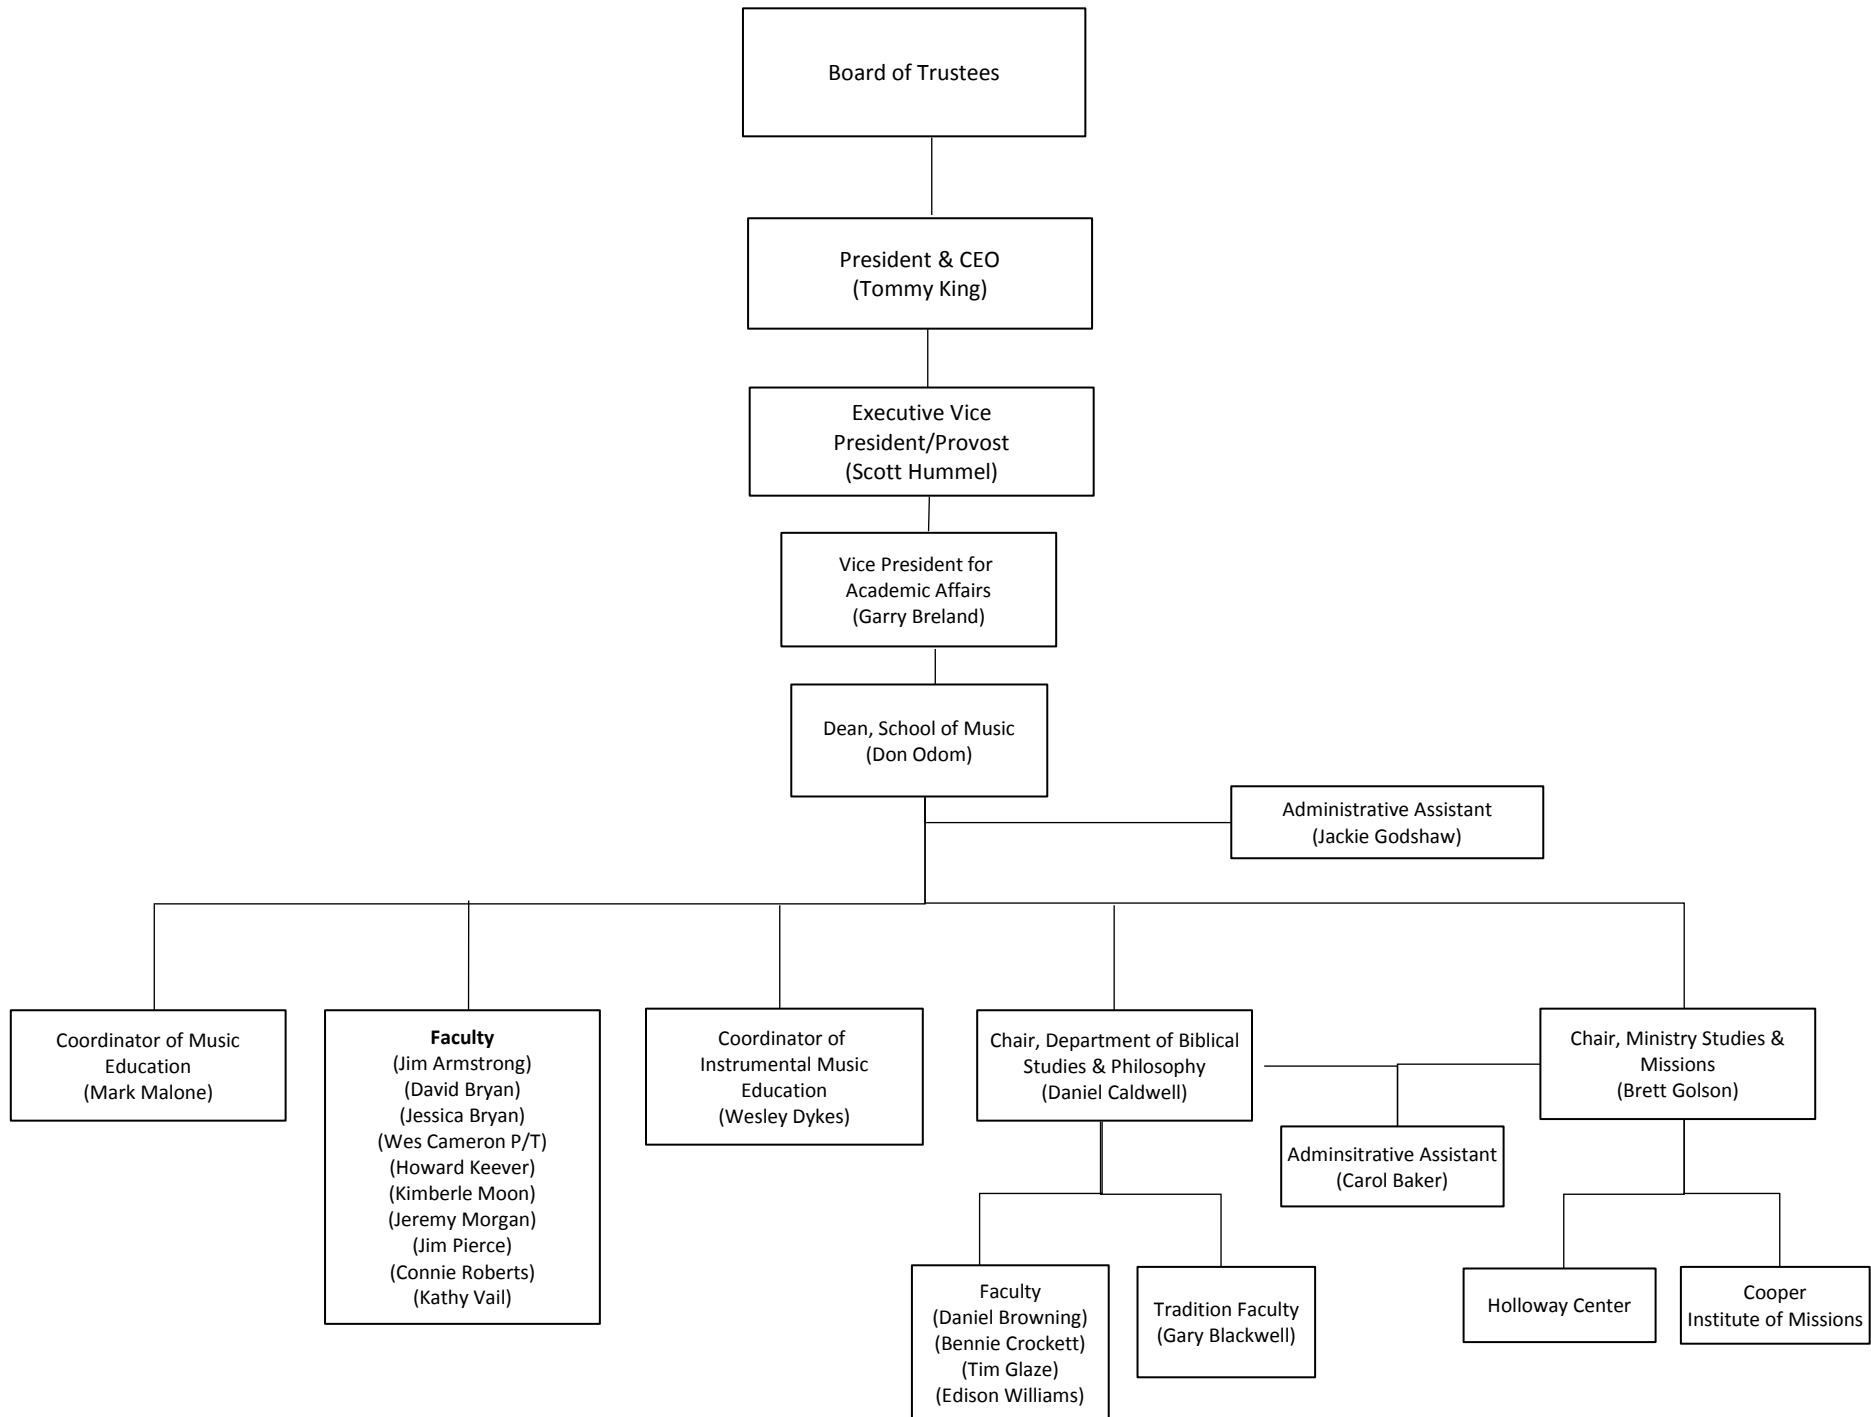 Board of Trustees
President & CEO
(Tommy King)
Executive Vice
President/Provost
(Scott Hummel)
Vice President for
Academic Affairs
(Garry Breland)
Dean, School of Music
(Don Odom)
Administrative Assistant
(Jackie Godshaw)
Coordinator of Music
Education
(Mark Malone)
Faculty
(Jim Armstrong)
(David Bryan)
(Jessica Bryan)
(Wes Cameron P/T)
(Howard Keever)
(Kimberle Moon)
(Jeremy Morgan)
(Jim Pierce)
(Connie Roberts)
(Kathy Vail)
Coordinator of
Instrumental Music
Education
(Wesley Dykes)
Chair, Department of Biblical
Studies & Philosophy
(Daniel Caldwell)
Chair, Ministry Studies &
Missions
(Brett Golson)
Adminsitrative Assistant
(Carol Baker)
Faculty
(Daniel Browning)
(Bennie Crockett)
(Tim Glaze)
(Edison Williams)
Tradition Faculty
(Gary Blackwell)
Holloway Center
Cooper
Institute of Missions